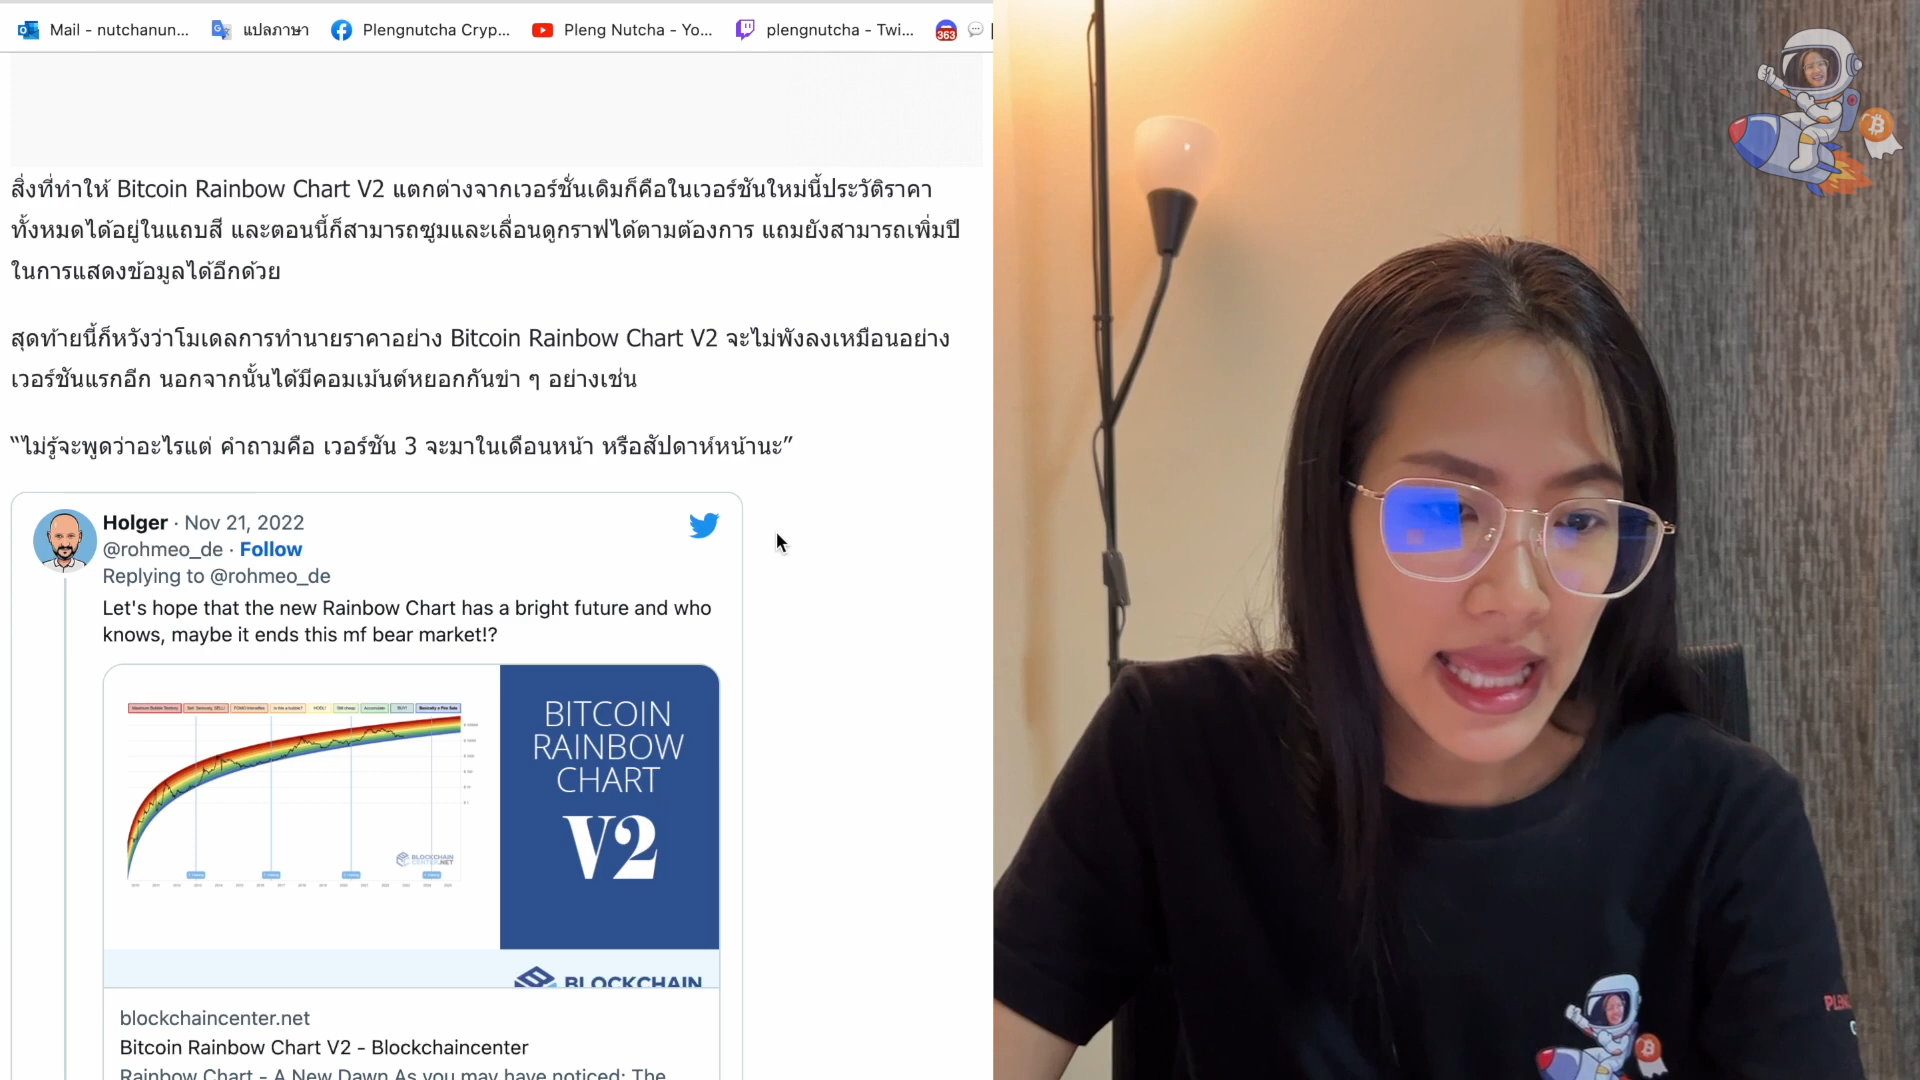 Mail - nutchanun...
แปลภาษา
Plengnutcha Cryp...
Pleng Nutcha - Yo...
plengnutcha - Twi...
363
สิ่งที่ทำให้ Bitcoin Rainbow Chart V2 แตกต่างจากเวอร์ชั่นเดิมก็คือในเวอร์ชันใหม่นี้ประวัติราคา
ทั้งหมดได้อยู่ในแถบสี และตอนนี้ก็สามารถซูมและเลื่อนดูกราฟได้ตามต้องการ แถมยังสามารถเพิ่มปี
ในการแสดงข้อมูลได้อีกด้วย
สุดท้ายนี้ก็หวังว่าโมเดลการทำนายราคาอย่าง Bitcoin Rainbow Chart V2 จะไม่พังลงเหมือนอย่าง
เวอร์ชันแรกอีก นอกจากนั้นได้มีคอมเม้นต์หยอกกันขำ ๆ อย่างเช่น
“ไม่รู้จะพูดว่าอะไรแต่ คำถามคือ เวอร์ชัน 3 จะมาในเดือนหน้า หรือสัปดาห์หน้านะ”
Holger · Nov 21, 2022
@rohmeo_de · Follow
Replying to @rohmeo_de
Let's hope that the new Rainbow Chart has a bright future and who
knows, maybe it ends this mf bear market!?
BITCOIN
RAINBOW
CHART
V2
BLOCKCHAIN
CENTER.NET
BLOCKCHAIN
blockchaincenter.net
Bitcoin Rainbow Chart V2 - Blockchaincenter
Rainbow Chart - A New Dawn As you may have noticed: The